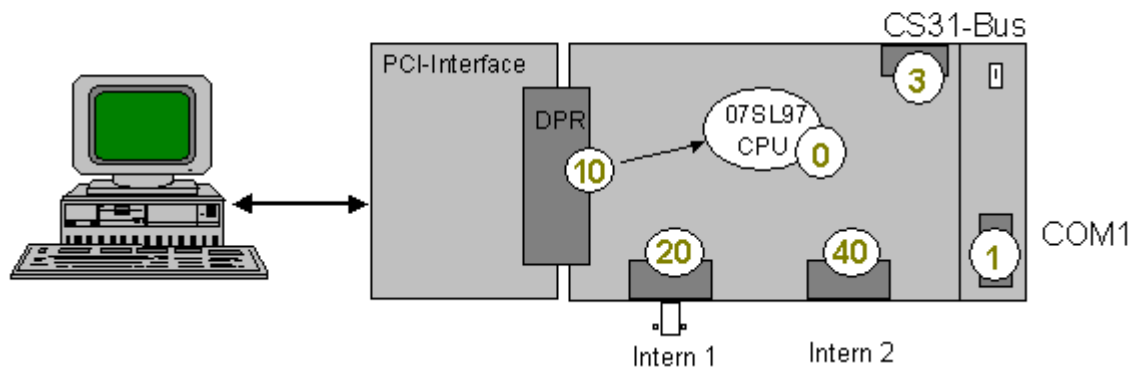 CS31-Bus
PCI-Interface
3
DPR
07SL97
CPU
0
10
20
40
1
COM1
Intern 1
Intern 2